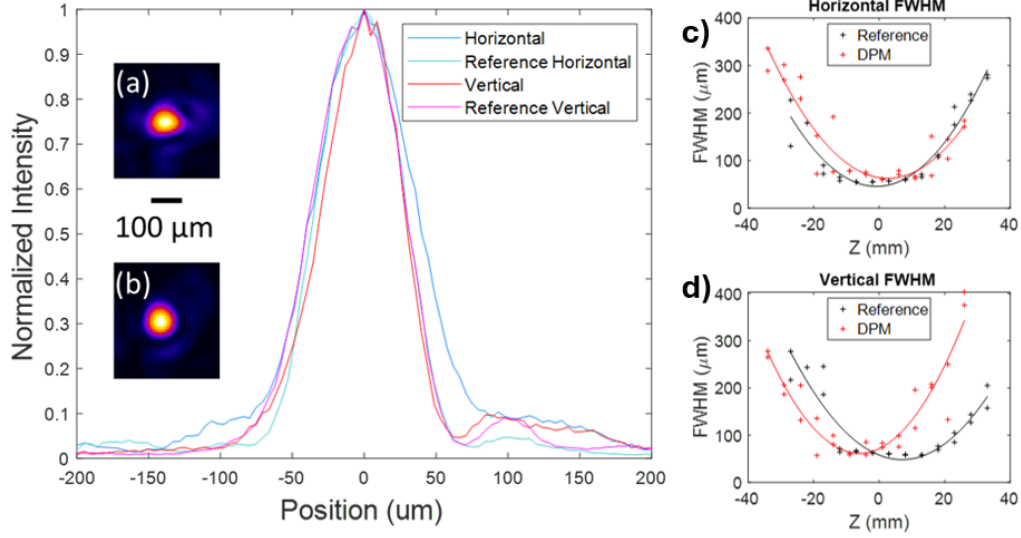 Normalized Intensity
1
0.9
0.8
0.7
0.6
0.5
0.4
0.3
0.2
0.1
0
-200 -150 -100 -50 0 50 100 150 200
Position (um)
Horizontal
Reference Horizontal
Vertical
Reference Vertical
(a)
100 µm
(b)
c)
Horizontal FWHM
Reference
DPM
FWHM (µm)
400
300
200
100
0
-40 -20 0 20 40
Z (mm)
d)
Vertical FWHM
Reference
DPM
FWHM (µm)
400
300
200
100
0
-40 -20 0 20 40
Z (mm)